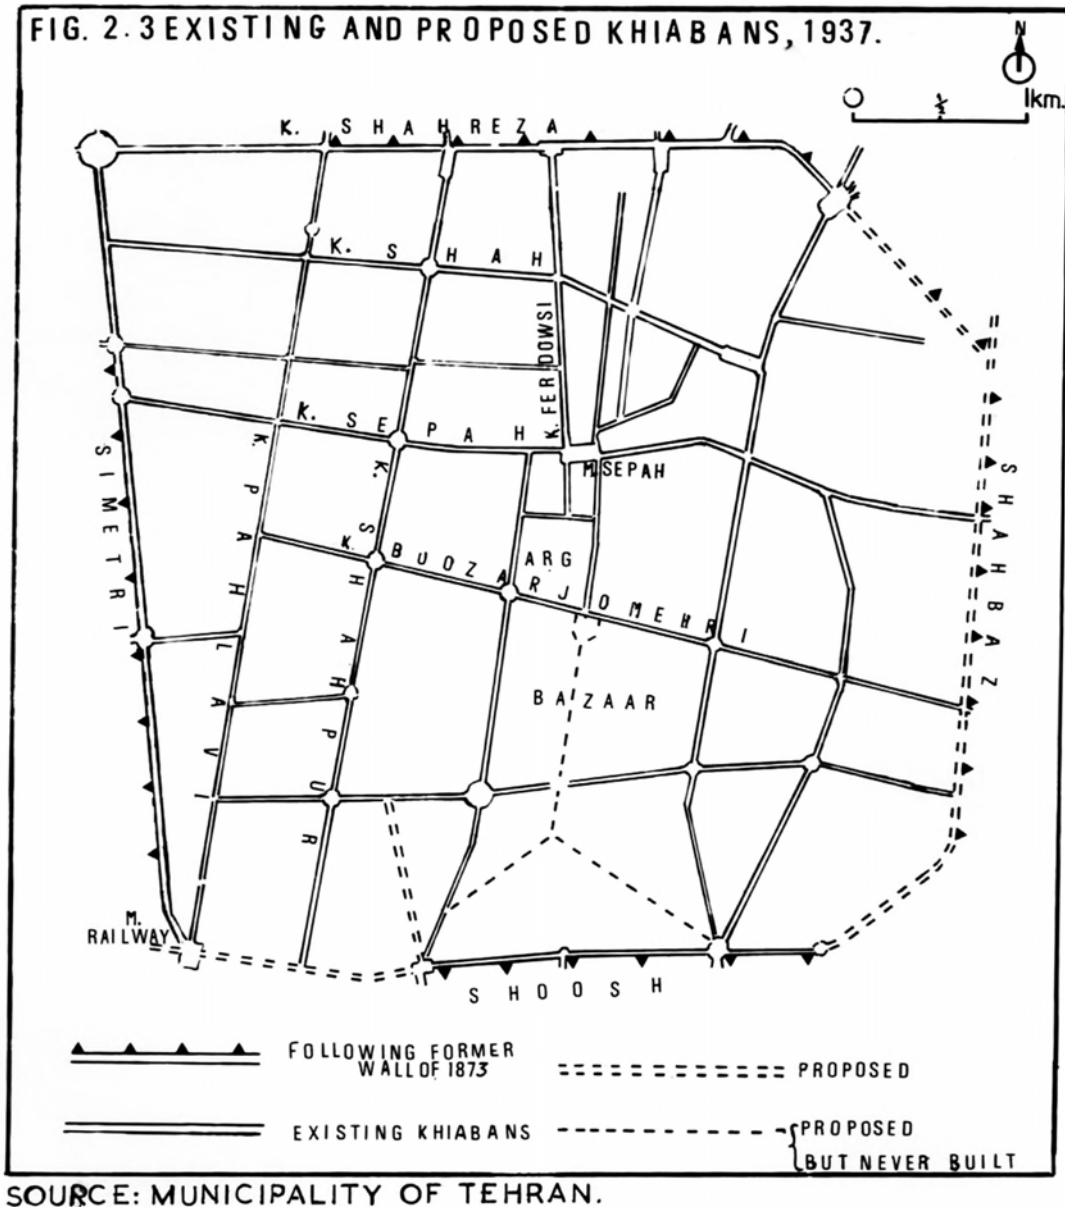 FIG. 2.3 EXISTING AND PROPOSED KHIABANS, 1937.
N
½
1km.
K. SHAHREZA
K. SHAH
K. FERDOWSI
K. SEPAH
M. SEPAH
SIMETRI
K. PAHLAVI
K. SHAHPUR
K. BUOZARJOMEHRI
ARG
SHAHBAZ
BAZAAR
M.
RAILWAY
SHOOSH
FOLLOWING FORMER
WALL OF 1873
PROPOSED
EXISTING KHIABANS
PROPOSED
BUT NEVER BUILT
SOURCE: MUNICIPALITY OF TEHRAN.